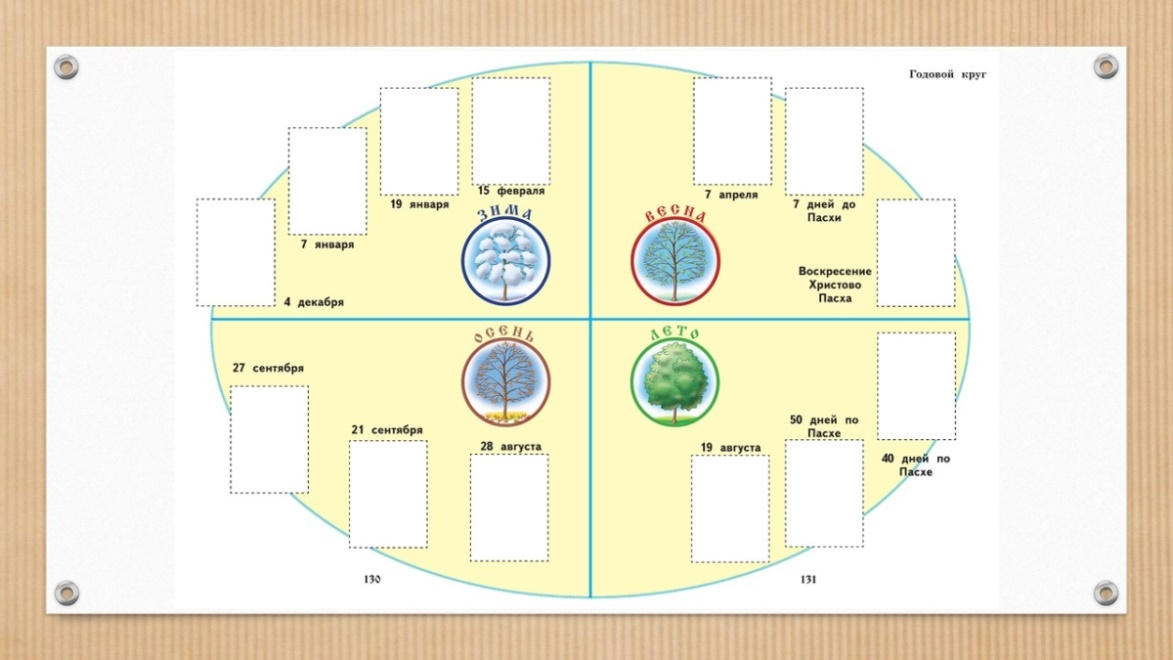 Годовой круг
15 февраля
19 января
7 января
4 декабря
ЗИМА
7 апреля
7 дней до
Пасхи
ВЕСНА
Воскресение
Христово
Пасха
ОСЕНЬ
27 сентября
21 сентября
28 августа
ЛЕТО
50 дней по
Пасхе
19 августа
40 дней по
Пасхе
130
131